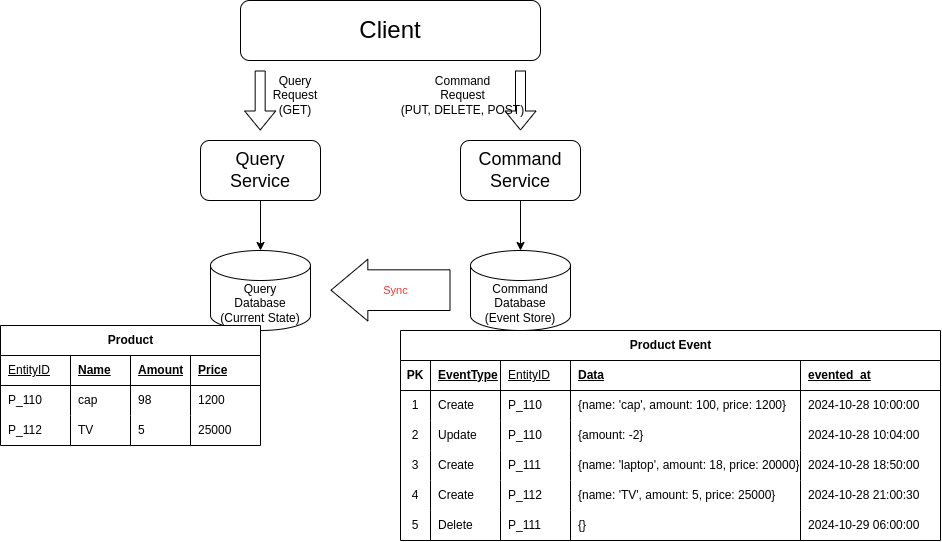 Client
Query
Request
(GET)
Command
Request
(PUT, DELETE, POST)
Query
Service
Command
Service
Query
Database
(Current State)
Sync
Command
Database
(Event Store)
Product
EntityID Name Amount Price
P_110 cap 98 1200
P_112 TV 5 25000
Product Event
PK EventType EntityID Data evented_at
1 Create P_110 {name: 'cap', amount: 100, price: 1200} 2024-10-28 10:00:00
2 Update P_110 {amount: -2} 2024-10-28 10:04:00
3 Create P_111 {name: 'laptop', amount: 18, price: 20000} 2024-10-28 18:50:00
4 Create P_112 {name: 'TV', amount: 5, price: 25000} 2024-10-28 21:00:30
5 Delete P_111 {} 2024-10-29 06:00:00